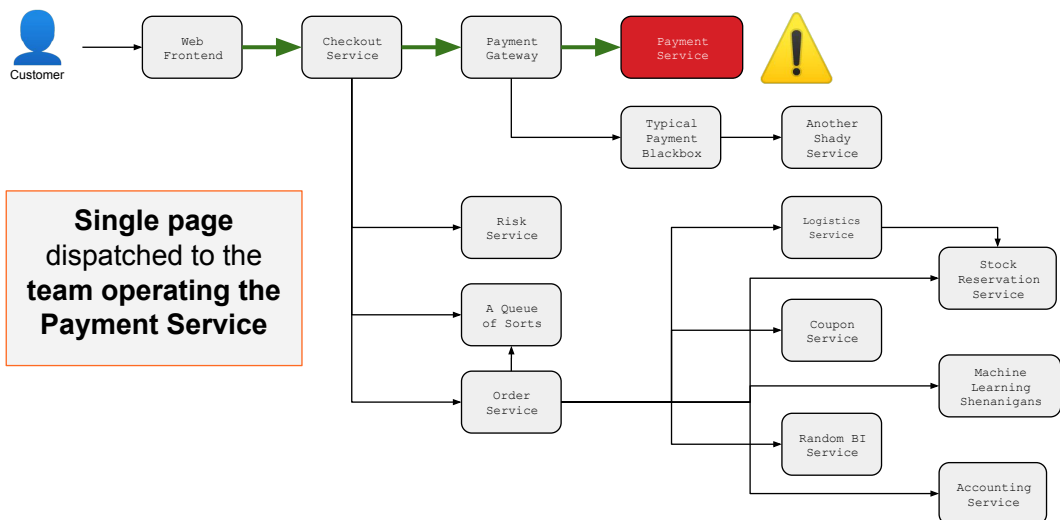 Customer
Web
Frontend
Checkout
Service
Payment
Gateway
Payment
Service
Typical
Payment
Blackbox
Another
Shady
Service
Single page
dispatched to the
team operating the
Payment Service
Risk
Service
Logistics
Service
Stock
Reservation
Service
A Queue
of Sorts
Coupon
Service
Order
Service
Machine
Learning
Shenanigans
Random BI
Service
Accounting
Service